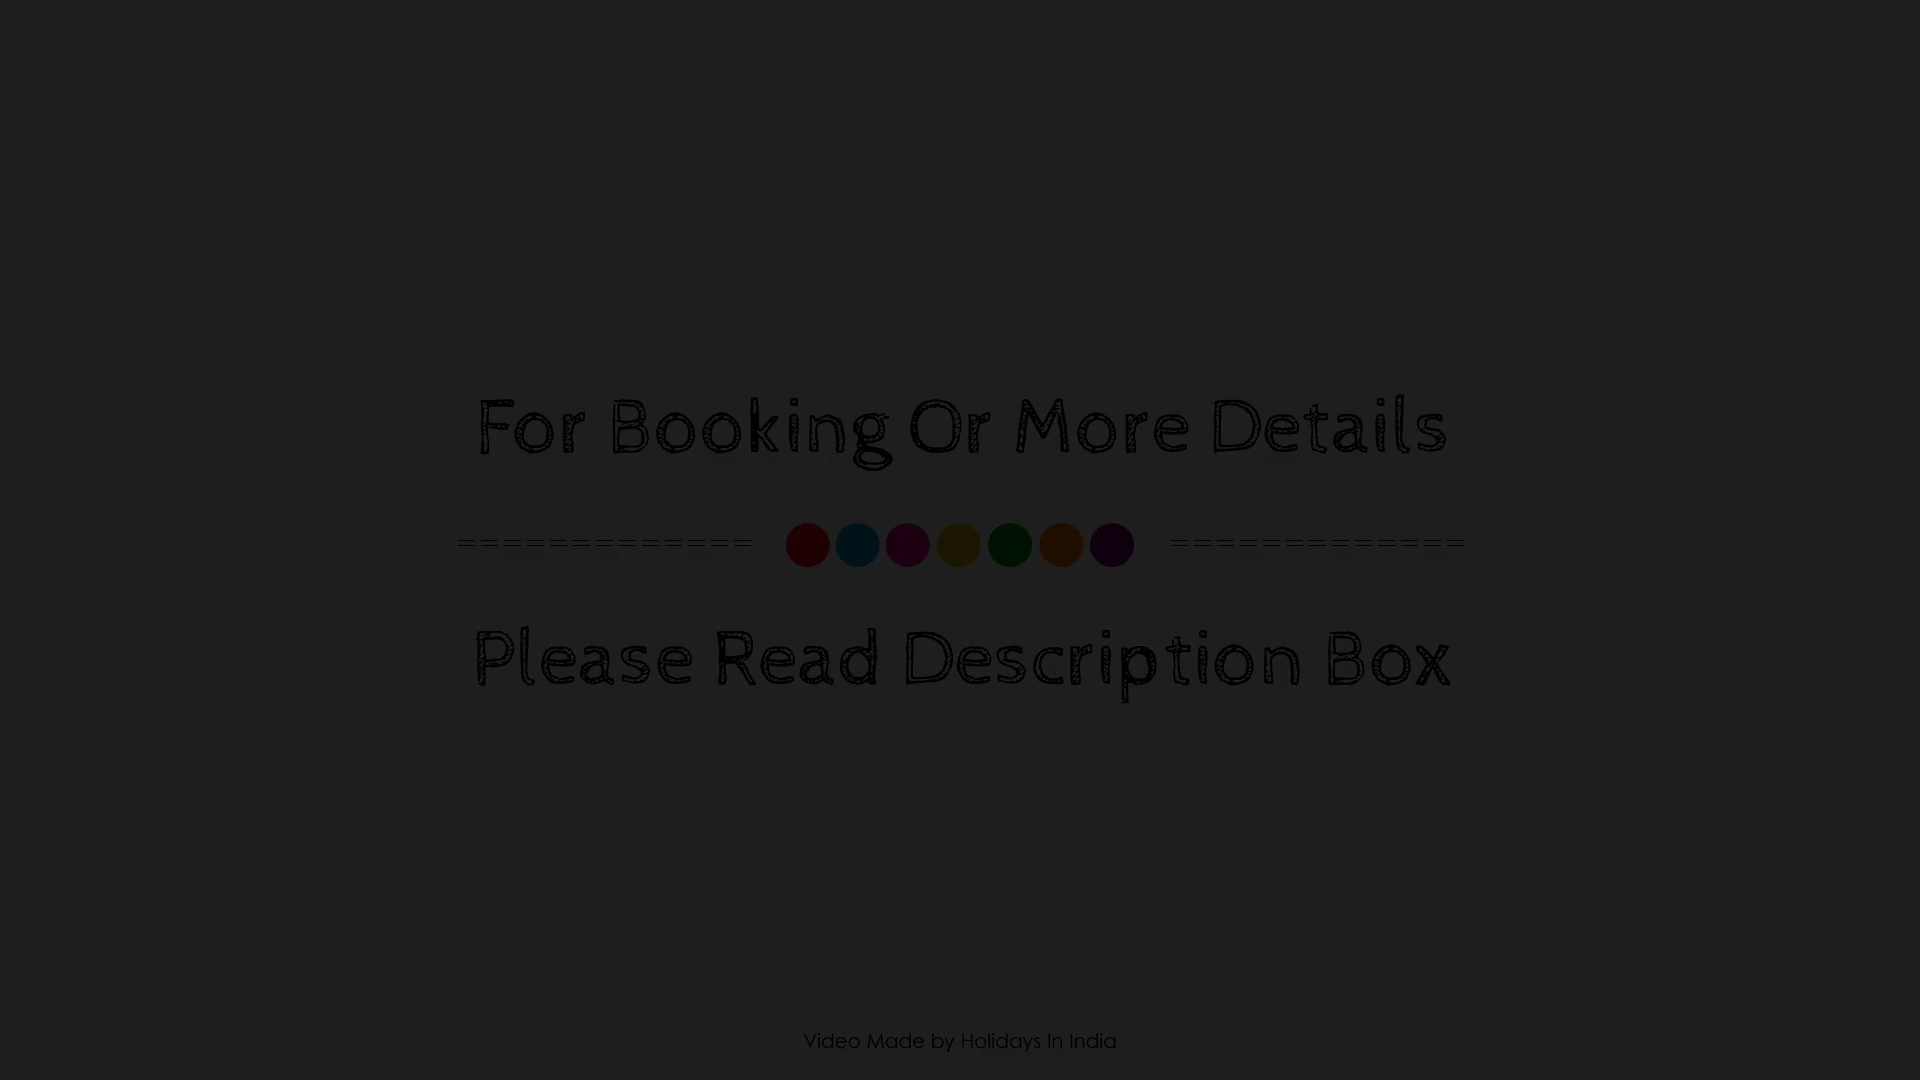 For Booking Or More Details
============= =============
Please Read Description Box
Video Made by Holidays In India